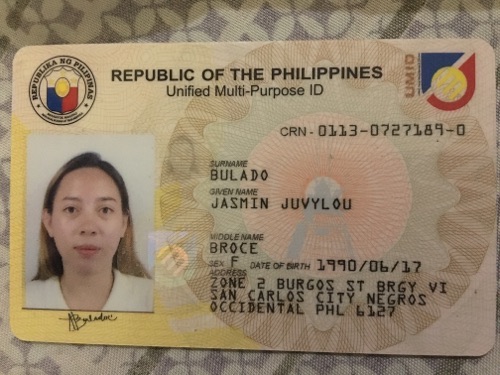 REPUBLIKA NG PILIPINAS
REPUBLIC OF THE PHILIPPINES
Unified Multi-Purpose ID
UMID
CRN - 0113-0727189-0
SURNAME
BULADO
GIVEN NAME
JASMIN JUVYLOU
MIDDLE NAME
BROCE
SEX F DATE OF BIRTH 1990/06/17
ADDRESS
ZONE 2 BURGOS ST BRGY VI
SAN CARLOS CITY NEGROS
OCCIDENTAL PHL 6127